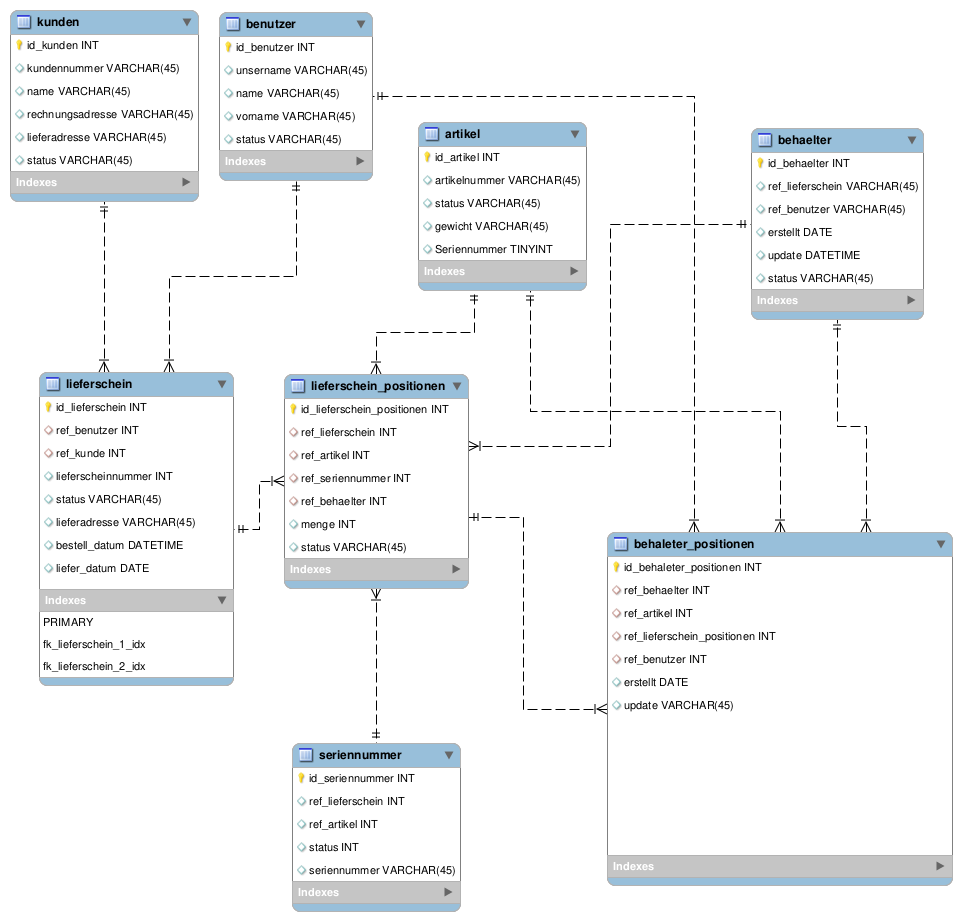 kunden
id_kunden INT
kundennummer VARCHAR(45)
name VARCHAR(45)
rechnungsadresse VARCHAR(45)
lieferadresse VARCHAR(45)
status VARCHAR(45)
Indexes
benutzer
id_benutzer INT
unsername VARCHAR(45)
name VARCHAR(45)
vorname VARCHAR(45)
status VARCHAR(45)
Indexes
artikel
id_artikel INT
artikelnummer VARCHAR(45)
status VARCHAR(45)
gewicht VARCHAR(45)
Seriennummer TINYINT
Indexes
behaelter
id_behaelter INT
ref_lieferschein VARCHAR(45)
ref_benutzer VARCHAR(45)
erstellt DATE
update DATETIME
status VARCHAR(45)
Indexes
lieferschein
id_lieferschein INT
ref_benutzer INT
ref_kunde INT
lieferscheinnummer INT
status VARCHAR(45)
lieferadresse VARCHAR(45)
bestell_datum DATETIME
liefer_datum DATE
Indexes
PRIMARY
fk_lieferschein_1_idx
fk_lieferschein_2_idx
lieferschein_positionen
id_lieferschein_positionen INT
ref_lieferschein INT
ref_artikel INT
ref_seriennummer INT
ref_behaelter INT
menge INT
status VARCHAR(45)
Indexes
behaleter_positionen
id_behaleter_positionen INT
ref_behaelter INT
ref_artikel INT
ref_lieferschein_positionen INT
ref_benutzer INT
erstellt DATE
update VARCHAR(45)
Indexes
seriennummer
id_seriennummer INT
ref_lieferschein INT
ref_artikel INT
status INT
seriennummer VARCHAR(45)
Indexes